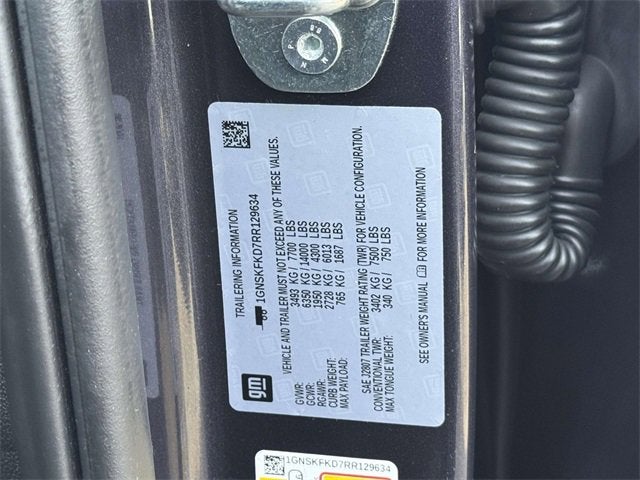 TRAILERING INFORMATION
1GNSKFKD7RR129634
VEHICLE AND TRAILER MUST NOT EXCEED ANY OF THESE VALUES.
GVWR: 3493 KG / 7700 LBS
GCWR: 6350 KG / 14000 LBS
RGAWR: 1950 KG / 4300 LBS
CURB WEIGHT: 2728 KG / 6013 LBS
MAX PAYLOAD: 765 KG / 1687 LBS
SAE J2807 TRAILER WEIGHT RATING (TWR) FOR VEHICLE CONFIGURATION.
CONVENTIONAL TWR: 3402 KG / 7500 LBS
MAX TONGUE WEIGHT: 340 KG / 750 LBS
SEE OWNER'S MANUAL FOR MORE INFORMATION
gm
1GNSKFKD7RR129634